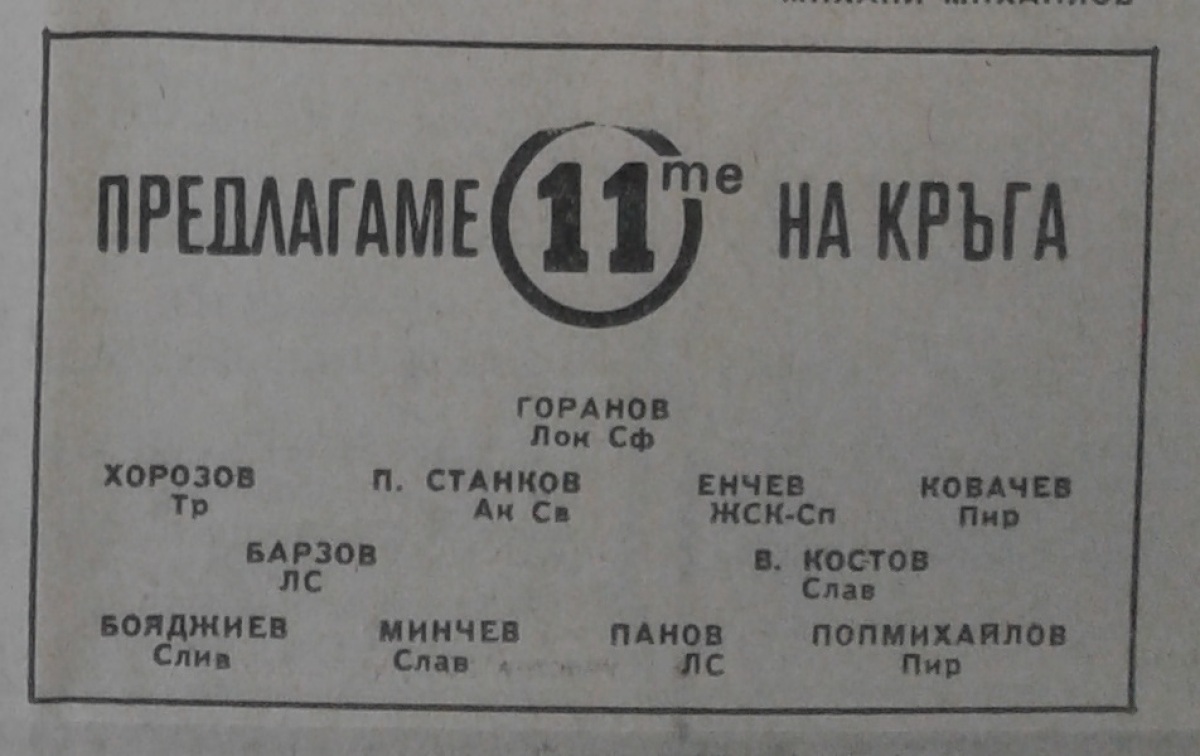 ПРЕДЛАГАМЕ 11те НА КРЪГА
ГОРАНОВ
Лок Сф
ХОРОЗОВ П. СТАНКОВ ЕНЧЕВ КОВАЧЕВ
Тр Ак Св ЖСК-Сп Пир
БАРЗОВ В. КОСТОВ
ЛС Слав
БОЯДЖИЕВ МИНЧЕВ ПАНОВ ПОПМИХАЙЛОВ
Слив Слав ЛС Пир